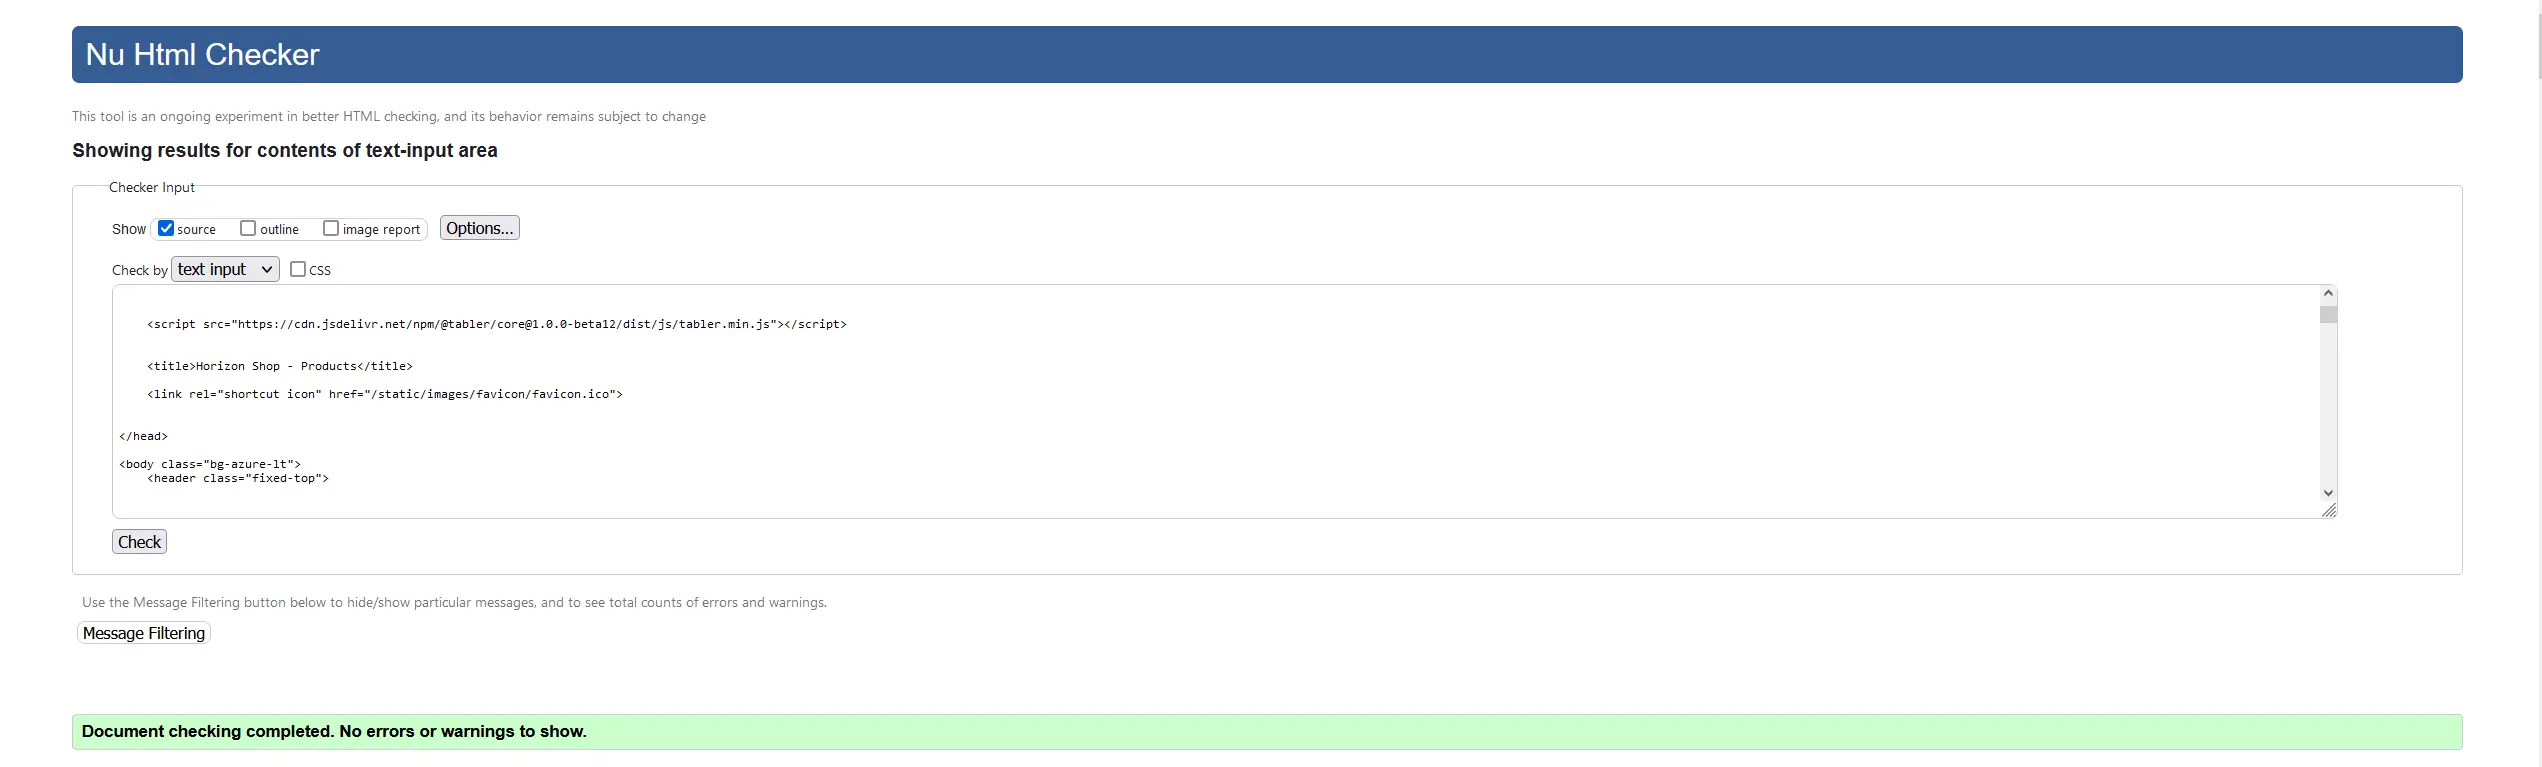 Nu Html Checker
This tool is an ongoing experiment in better HTML checking, and its behavior remains subject to change
Showing results for contents of text-input area
Checker Input
Show source outline image report Options...
Check by text input CSS
<script src="https://cdn.jsdelivr.net/npm/@tabler/core@1.0.0-beta12/dist/js/tabler.min.js"></script>
<title>Horizon Shop - Products</title>
<link rel="shortcut icon" href="/static/images/favicon/favicon.ico">
</head>
<body class="bg-azure-lt">
<header class="fixed-top">
Check
Use the Message Filtering button below to hide/show particular messages, and to see total counts of errors and warnings.
Message Filtering
Document checking completed. No errors or warnings to show.